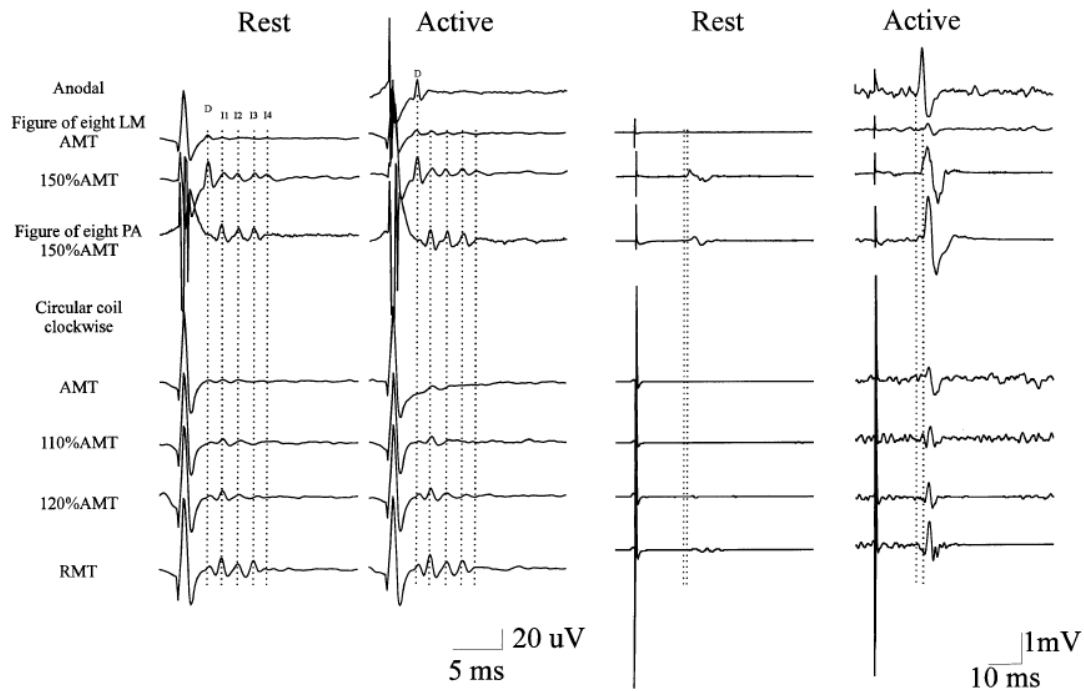 Rest Active Rest Active
Anodal D
D I1 I2 I3 I4
Figure of eight LM
AMT
150%AMT
Figure of eight PA
150%AMT
Circular coil
clockwise
AMT
110%AMT
120%AMT
RMT
20 uV
5 ms
1mV
10 ms